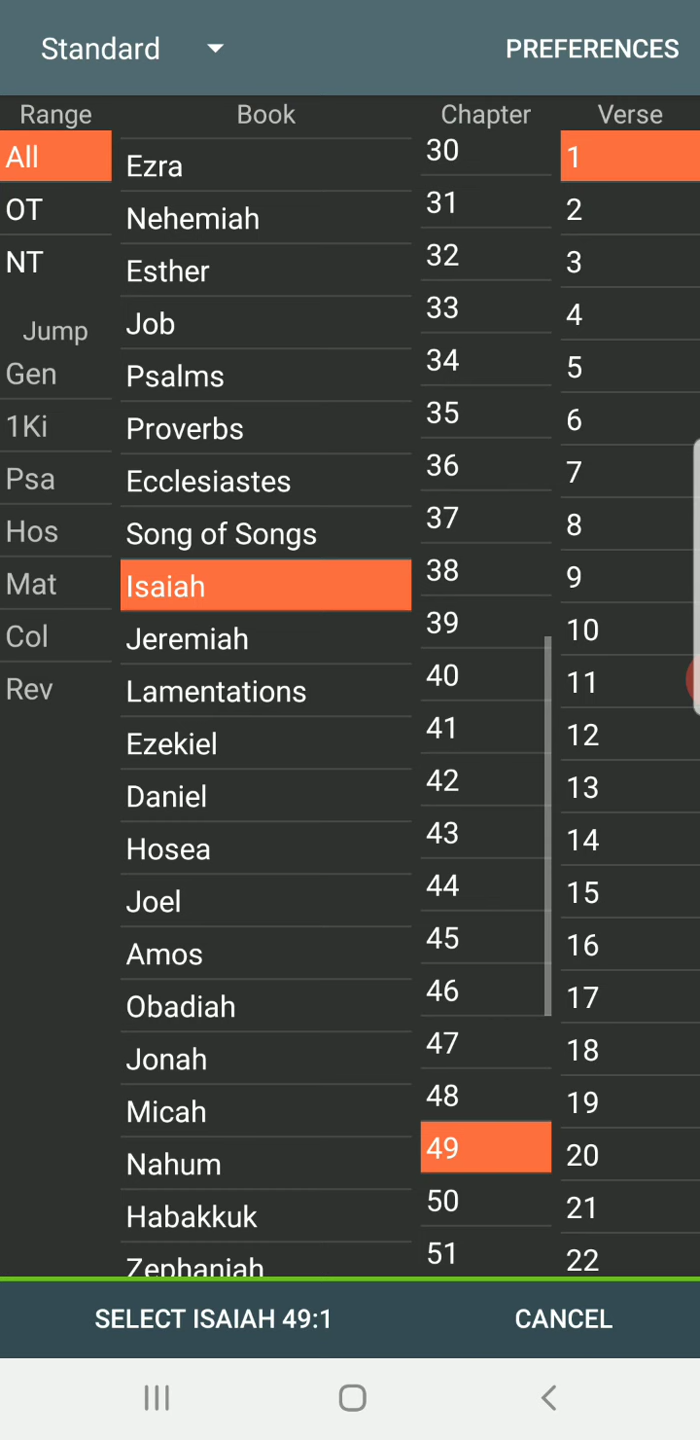 Standard
PREFERENCES
Range
Book
Chapter
Verse
All
OT
NT
Jump
Gen
1Ki
Psa
Hos
Mat
Col
Rev
Ezra
Nehemiah
Esther
Job
Psalms
Proverbs
Ecclesiastes
Song of Songs
Isaiah
Jeremiah
Lamentations
Ezekiel
Daniel
Hosea
Joel
Amos
Obadiah
Jonah
Micah
Nahum
Habakkuk
Zephaniah
30
31
32
33
34
35
36
37
38
39
40
41
42
43
44
45
46
47
48
49
50
51
1
2
3
4
5
6
7
8
9
10
11
12
13
14
15
16
17
18
19
20
21
22
SELECT ISAIAH 49:1
CANCEL